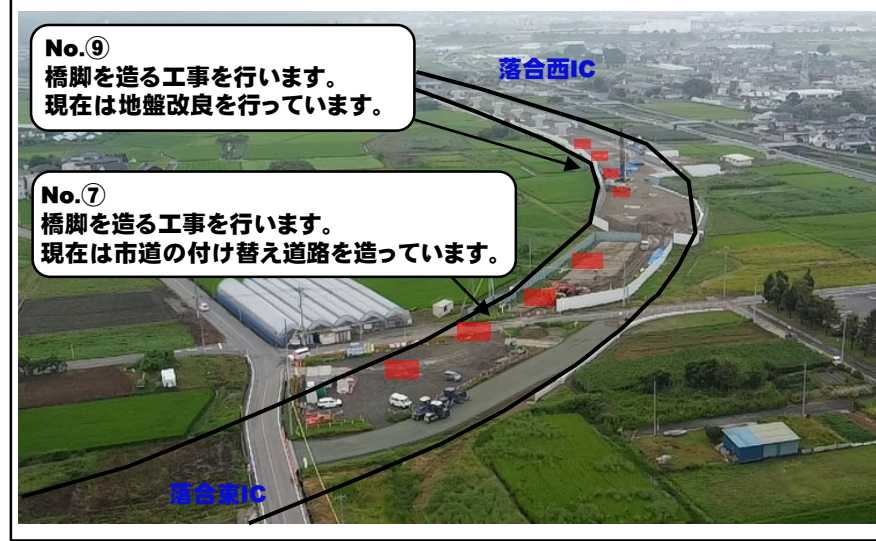 No.⑨
橋脚を造る工事を行います。
現在は地盤改良を行っています。
落合西IC
No.⑦
橋脚を造る工事を行います。
現在は市道の付け替え道路を造っています。
落合東IC